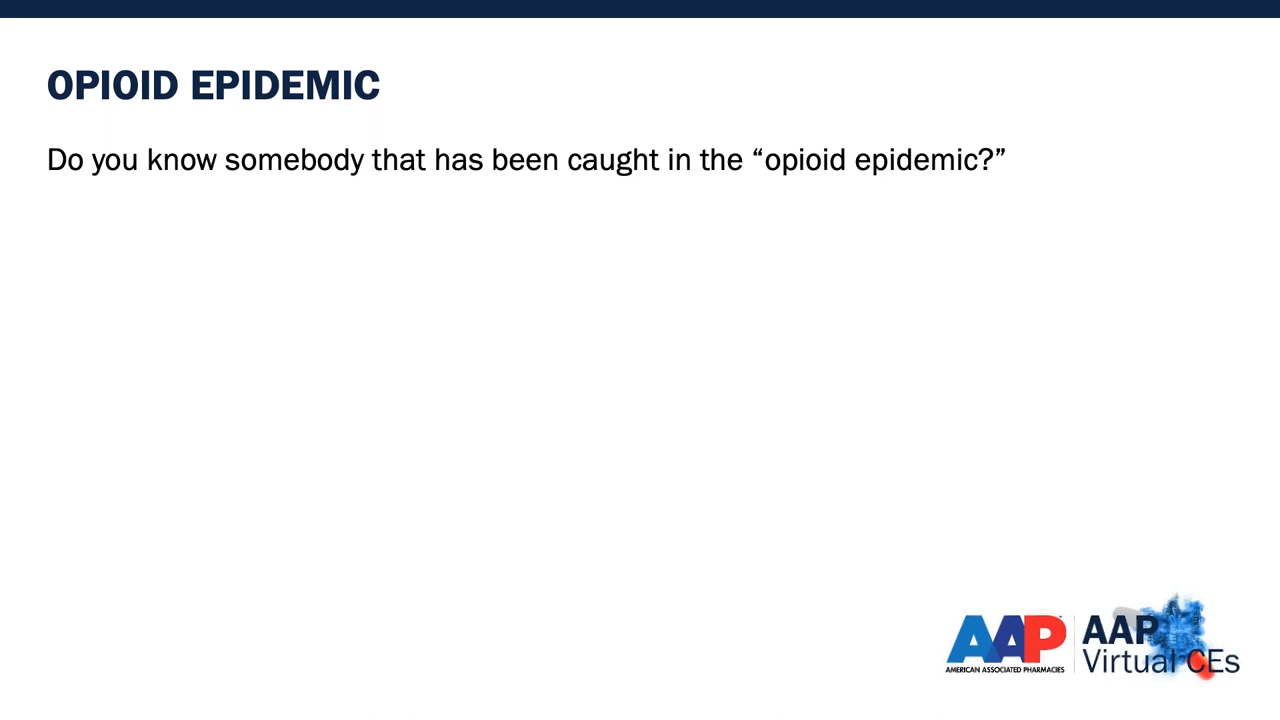 OPIOID EPIDEMIC
Do you know somebody that has been caught in the “opioid epidemic?”
AAP
AMERICAN ASSOCIATED PHARMACIES
AAP
Virtual CEs